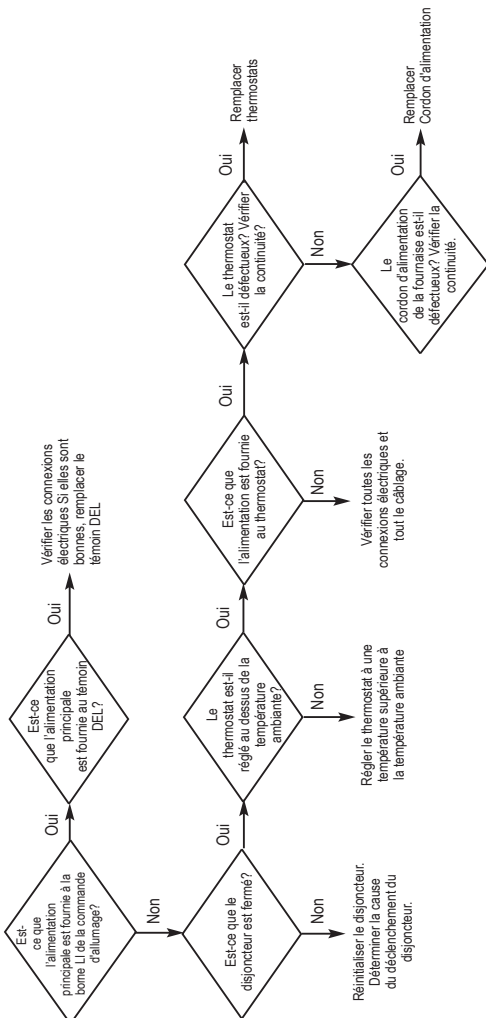 Est-
ce que
l'alimentation
principale est fournie à la
borne LI de la commande
d'allumage?
Oui
Est-ce
que l'alimentation
principale
est fournie au témoin
DEL?
Oui
Vérifier les connexions
électriques Si elles sont
bonnes, remplacer le
témoin DEL
Non
Est-ce que le
disjoncteur est fermé?
Non
Réinitialiser le disjoncteur.
Déterminer la cause
du déclenchement du
disjoncteur.
Oui
Le
thermostat est-il
réglé au dessus de la
température
ambiante?
Non
Régler le thermostat à une
température supérieure à
la température ambiante
Oui
Est-ce que
l'alimentation est fournie
au thermostat?
Non
Vérifier toutes les
connexions électriques et
tout le câblage.
Oui
Le thermostat
est-il défectueux? Vérifier
la continuité?
Oui
Remplacer
thermostats
Non
Le
cordon d'alimentation
de la fournaise est-il
défectueux? Vérifier la
continuité.
Oui
Remplacer
Cordon d'alimentation